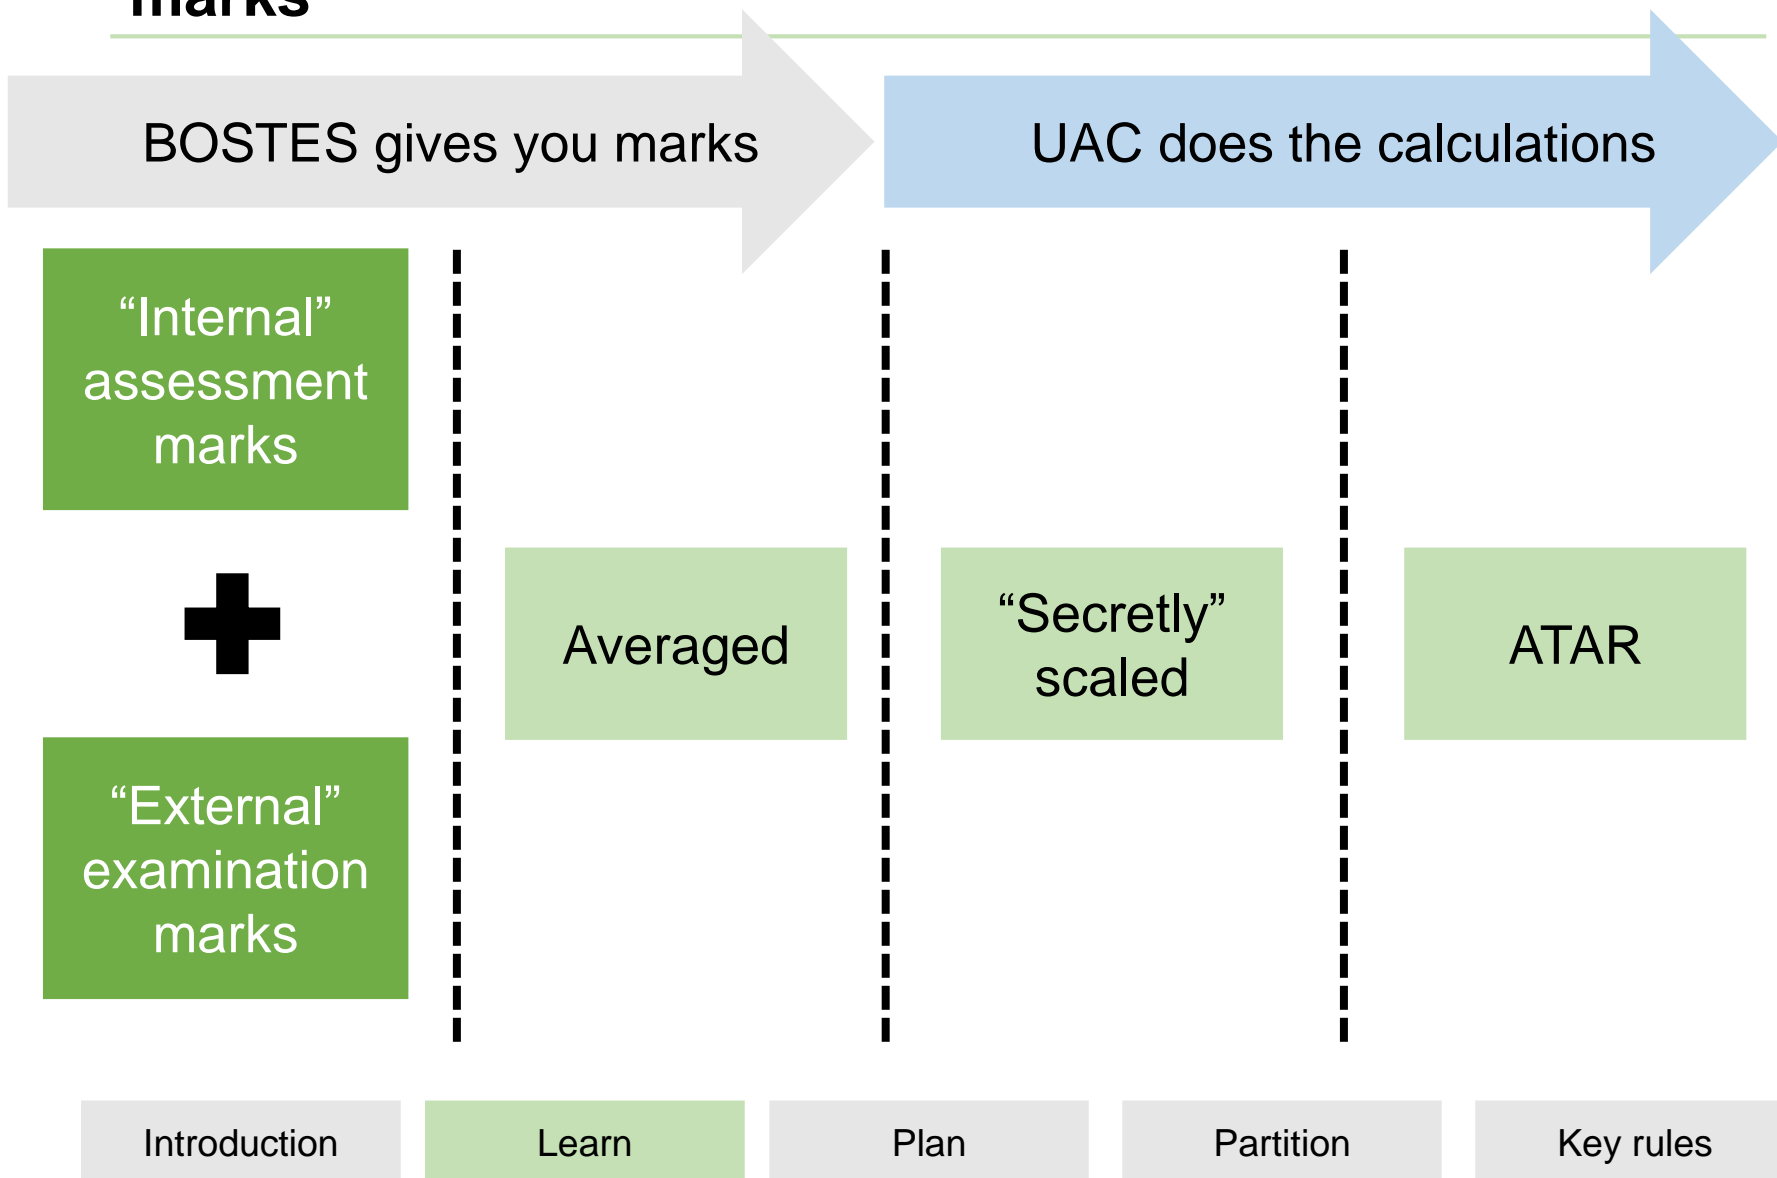 marks
BOSTES gives you marks
UAC does the calculations
“Internal”
assessment
marks
“External”
examination
marks
Averaged
“Secretly”
scaled
ATAR
Introduction
Learn
Plan
Partition
Key rules